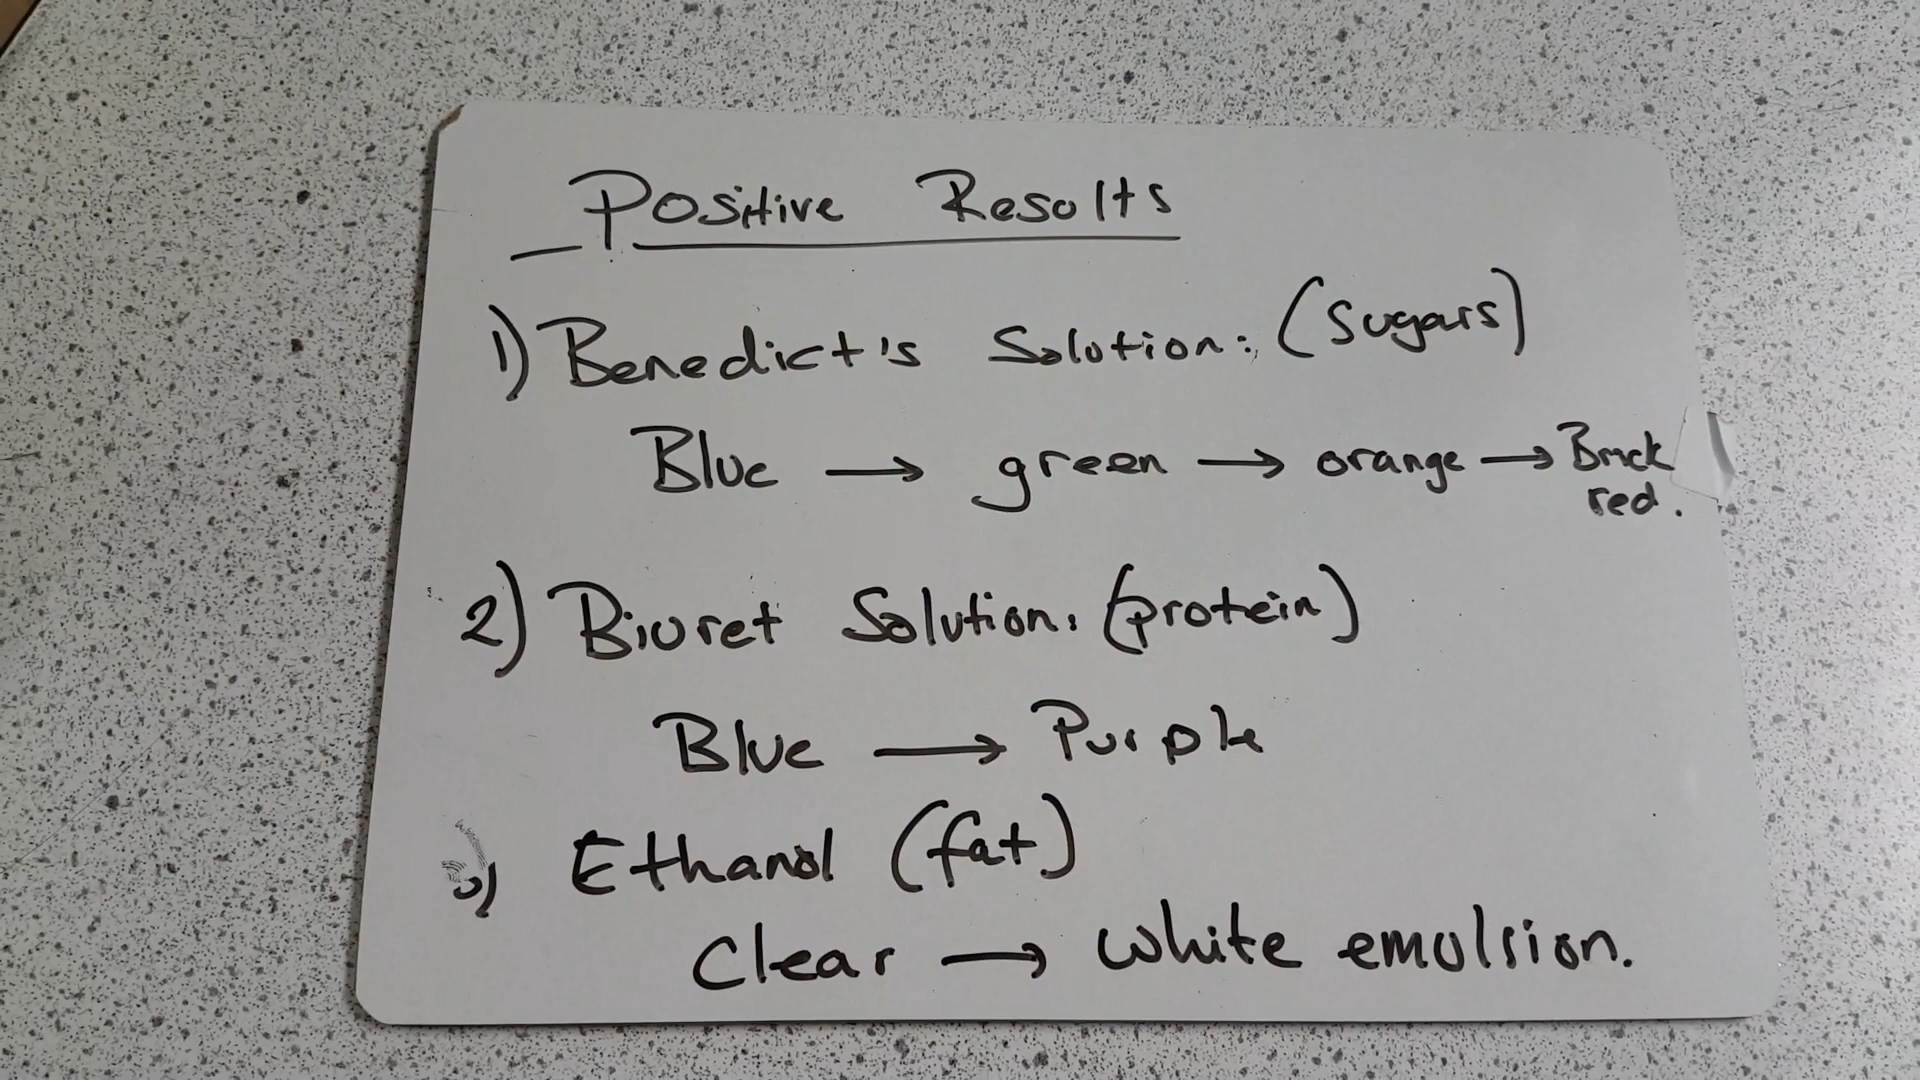 Positive Results
1) Benedict's Solution: (Sugars)
Blue → green → orange → Brick
red.
2) Biuret Solution: (protein)
Blue → Purple
Ethanol (fat)
Clear → White emulsion.